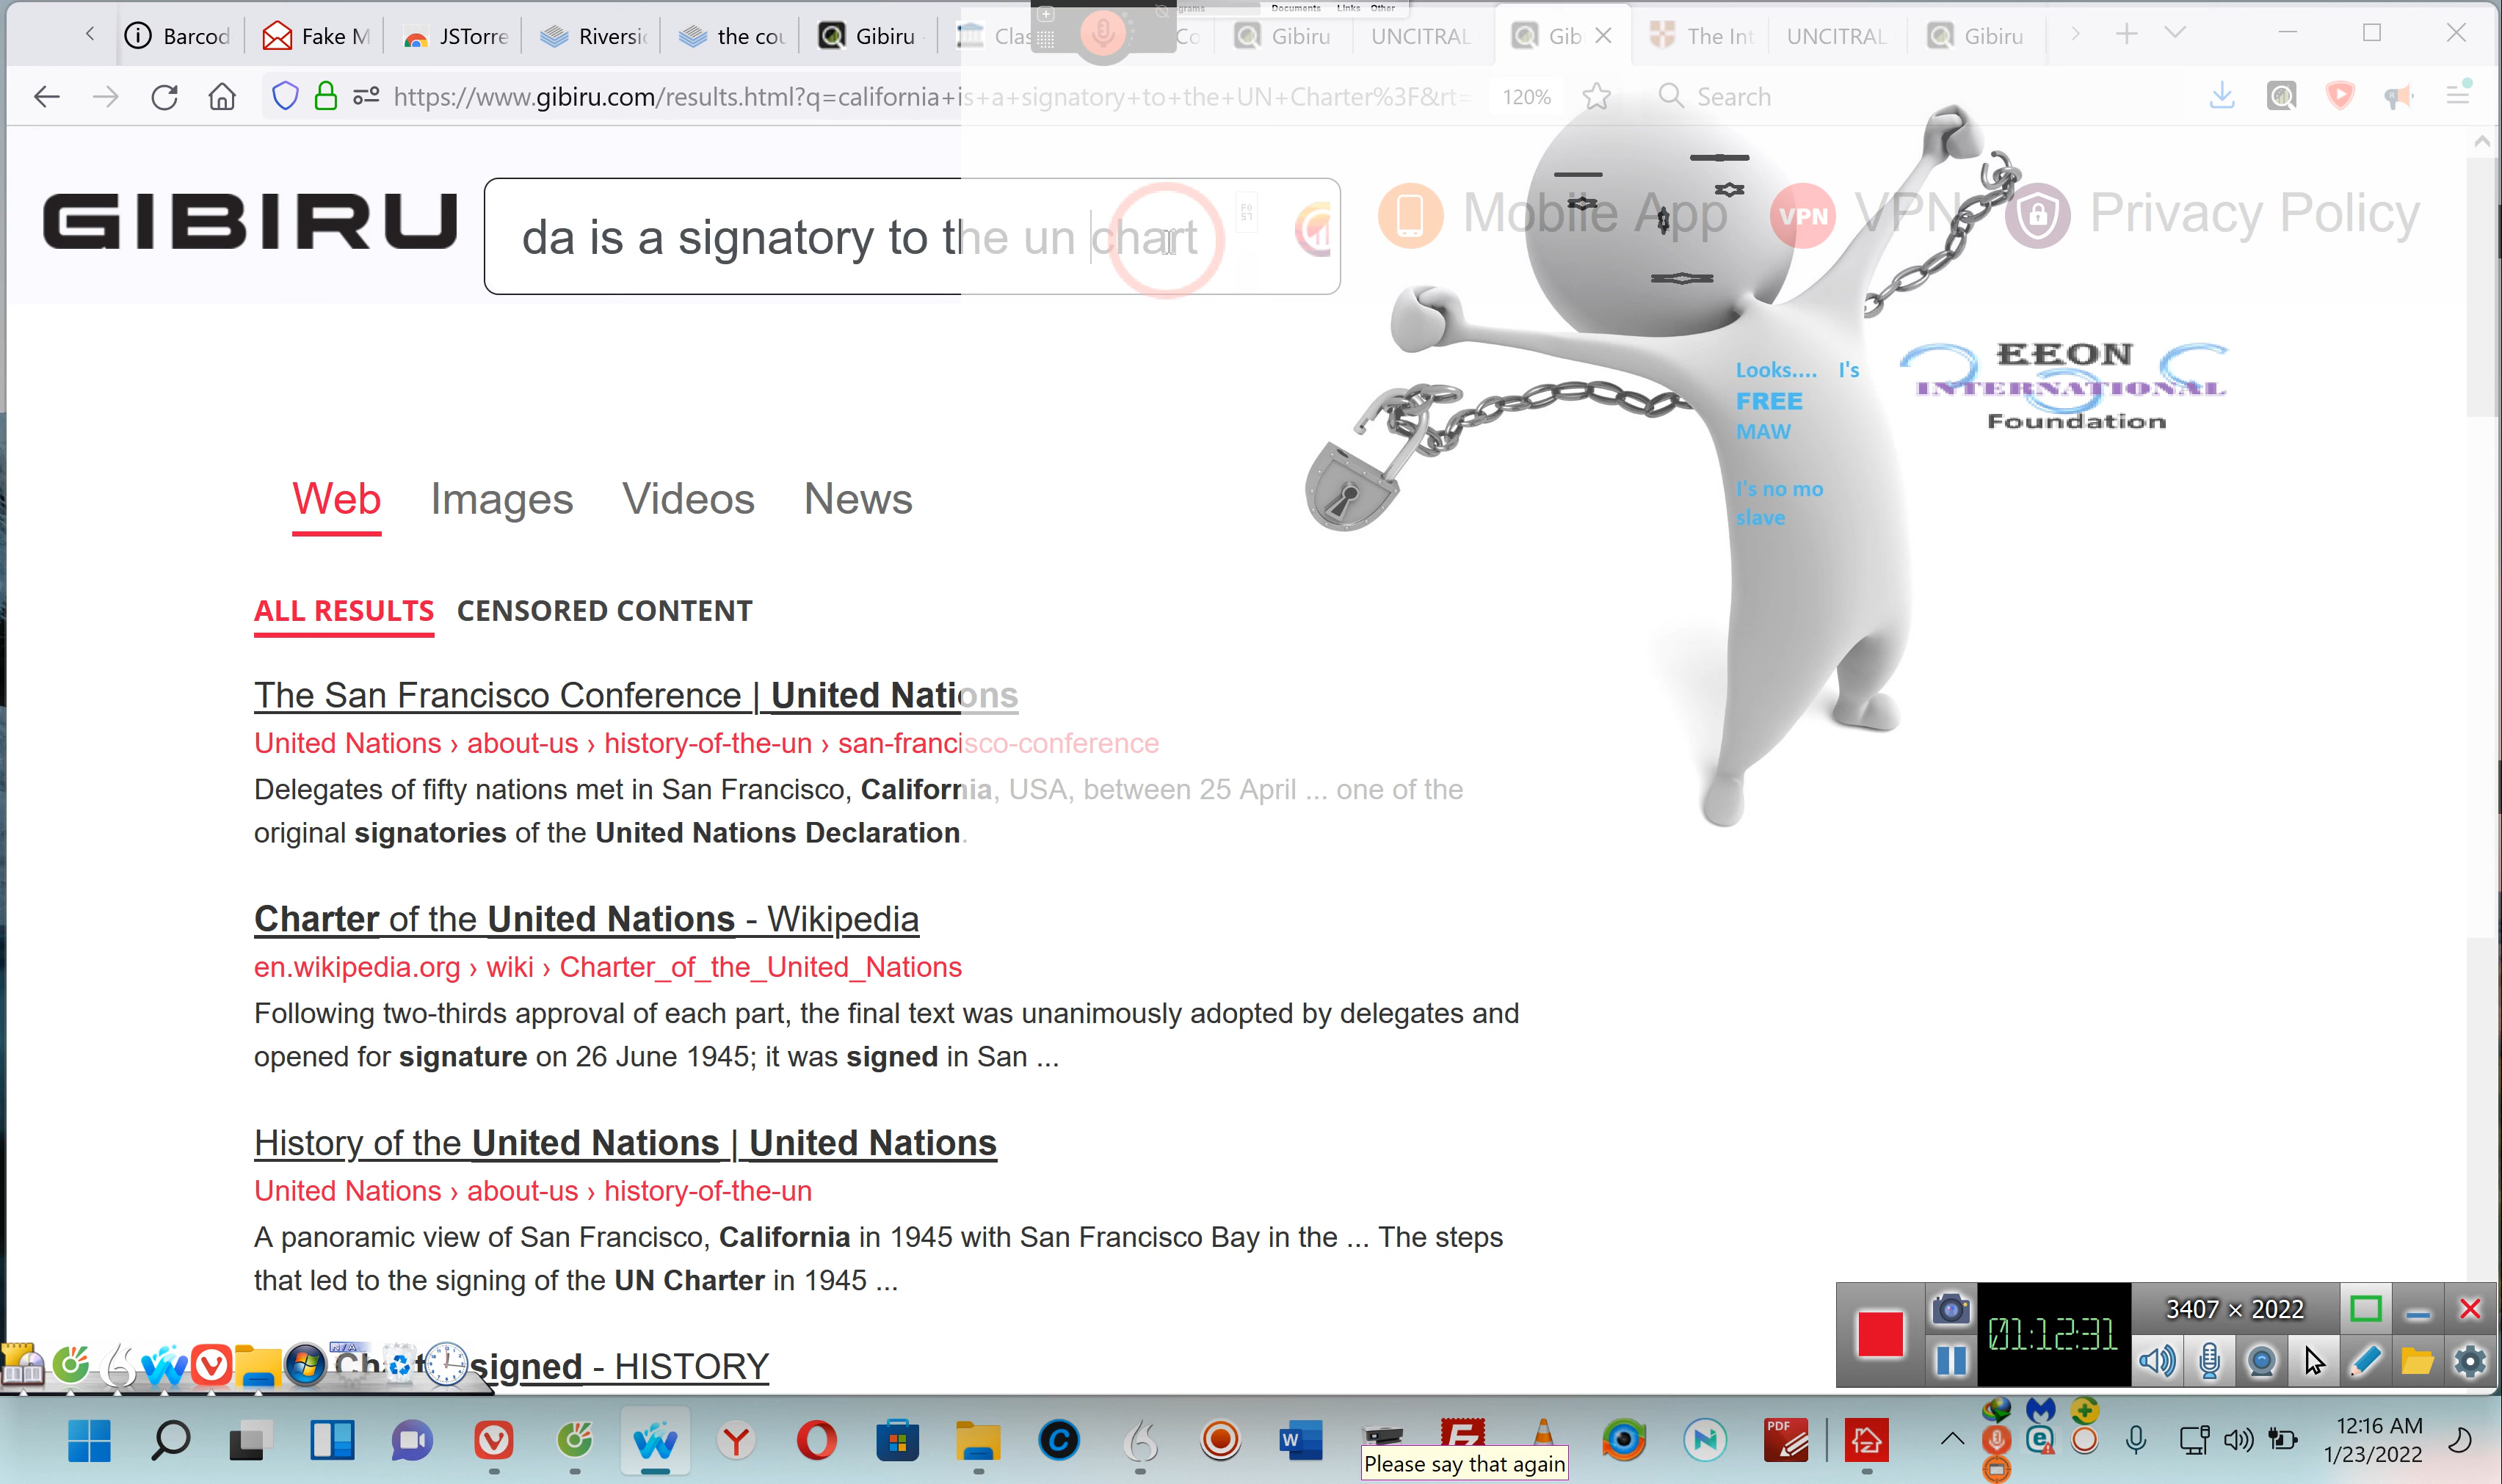 Barcod
Fake M
JSTorre
Riversi
the cou
Gibiru
Clas
Co
Gibiru
UNCITRAL
Gib
The Int
UNCITRAL
Gibiru
grams
Documents
Links
Other
https://www.gibiru.com/results.html?q=california+is+a+signatory+to+the+UN+Charter%3F&rt=
120%
Search
GIBIRU
da is a signatory to the un chart
Mobile App
VPN
VPN
Privacy Policy
Looks.... I's
FREE
MAW
I's no mo
slave
EEON
INTERNATIONAL
Foundation
Web
Images
Videos
News
ALL RESULTS
CENSORED CONTENT
The San Francisco Conference | United Nations
United Nations › about-us › history-of-the-un › san-francisco-conference
Delegates of fifty nations met in San Francisco, California, USA, between 25 April ... one of the
original signatories of the United Nations Declaration.
Charter of the United Nations - Wikipedia
en.wikipedia.org › wiki › Charter_of_the_United_Nations
Following two-thirds approval of each part, the final text was unanimously adopted by delegates and
opened for signature on 26 June 1945; it was signed in San ...
History of the United Nations | United Nations
United Nations › about-us › history-of-the-un
A panoramic view of San Francisco, California in 1945 with San Francisco Bay in the ... The steps
that led to the signing of the UN Charter in 1945 ...
signed - HISTORY
01:12:31
3407 × 2022
PDF
Please say that again
12:16 AM
1/23/2022